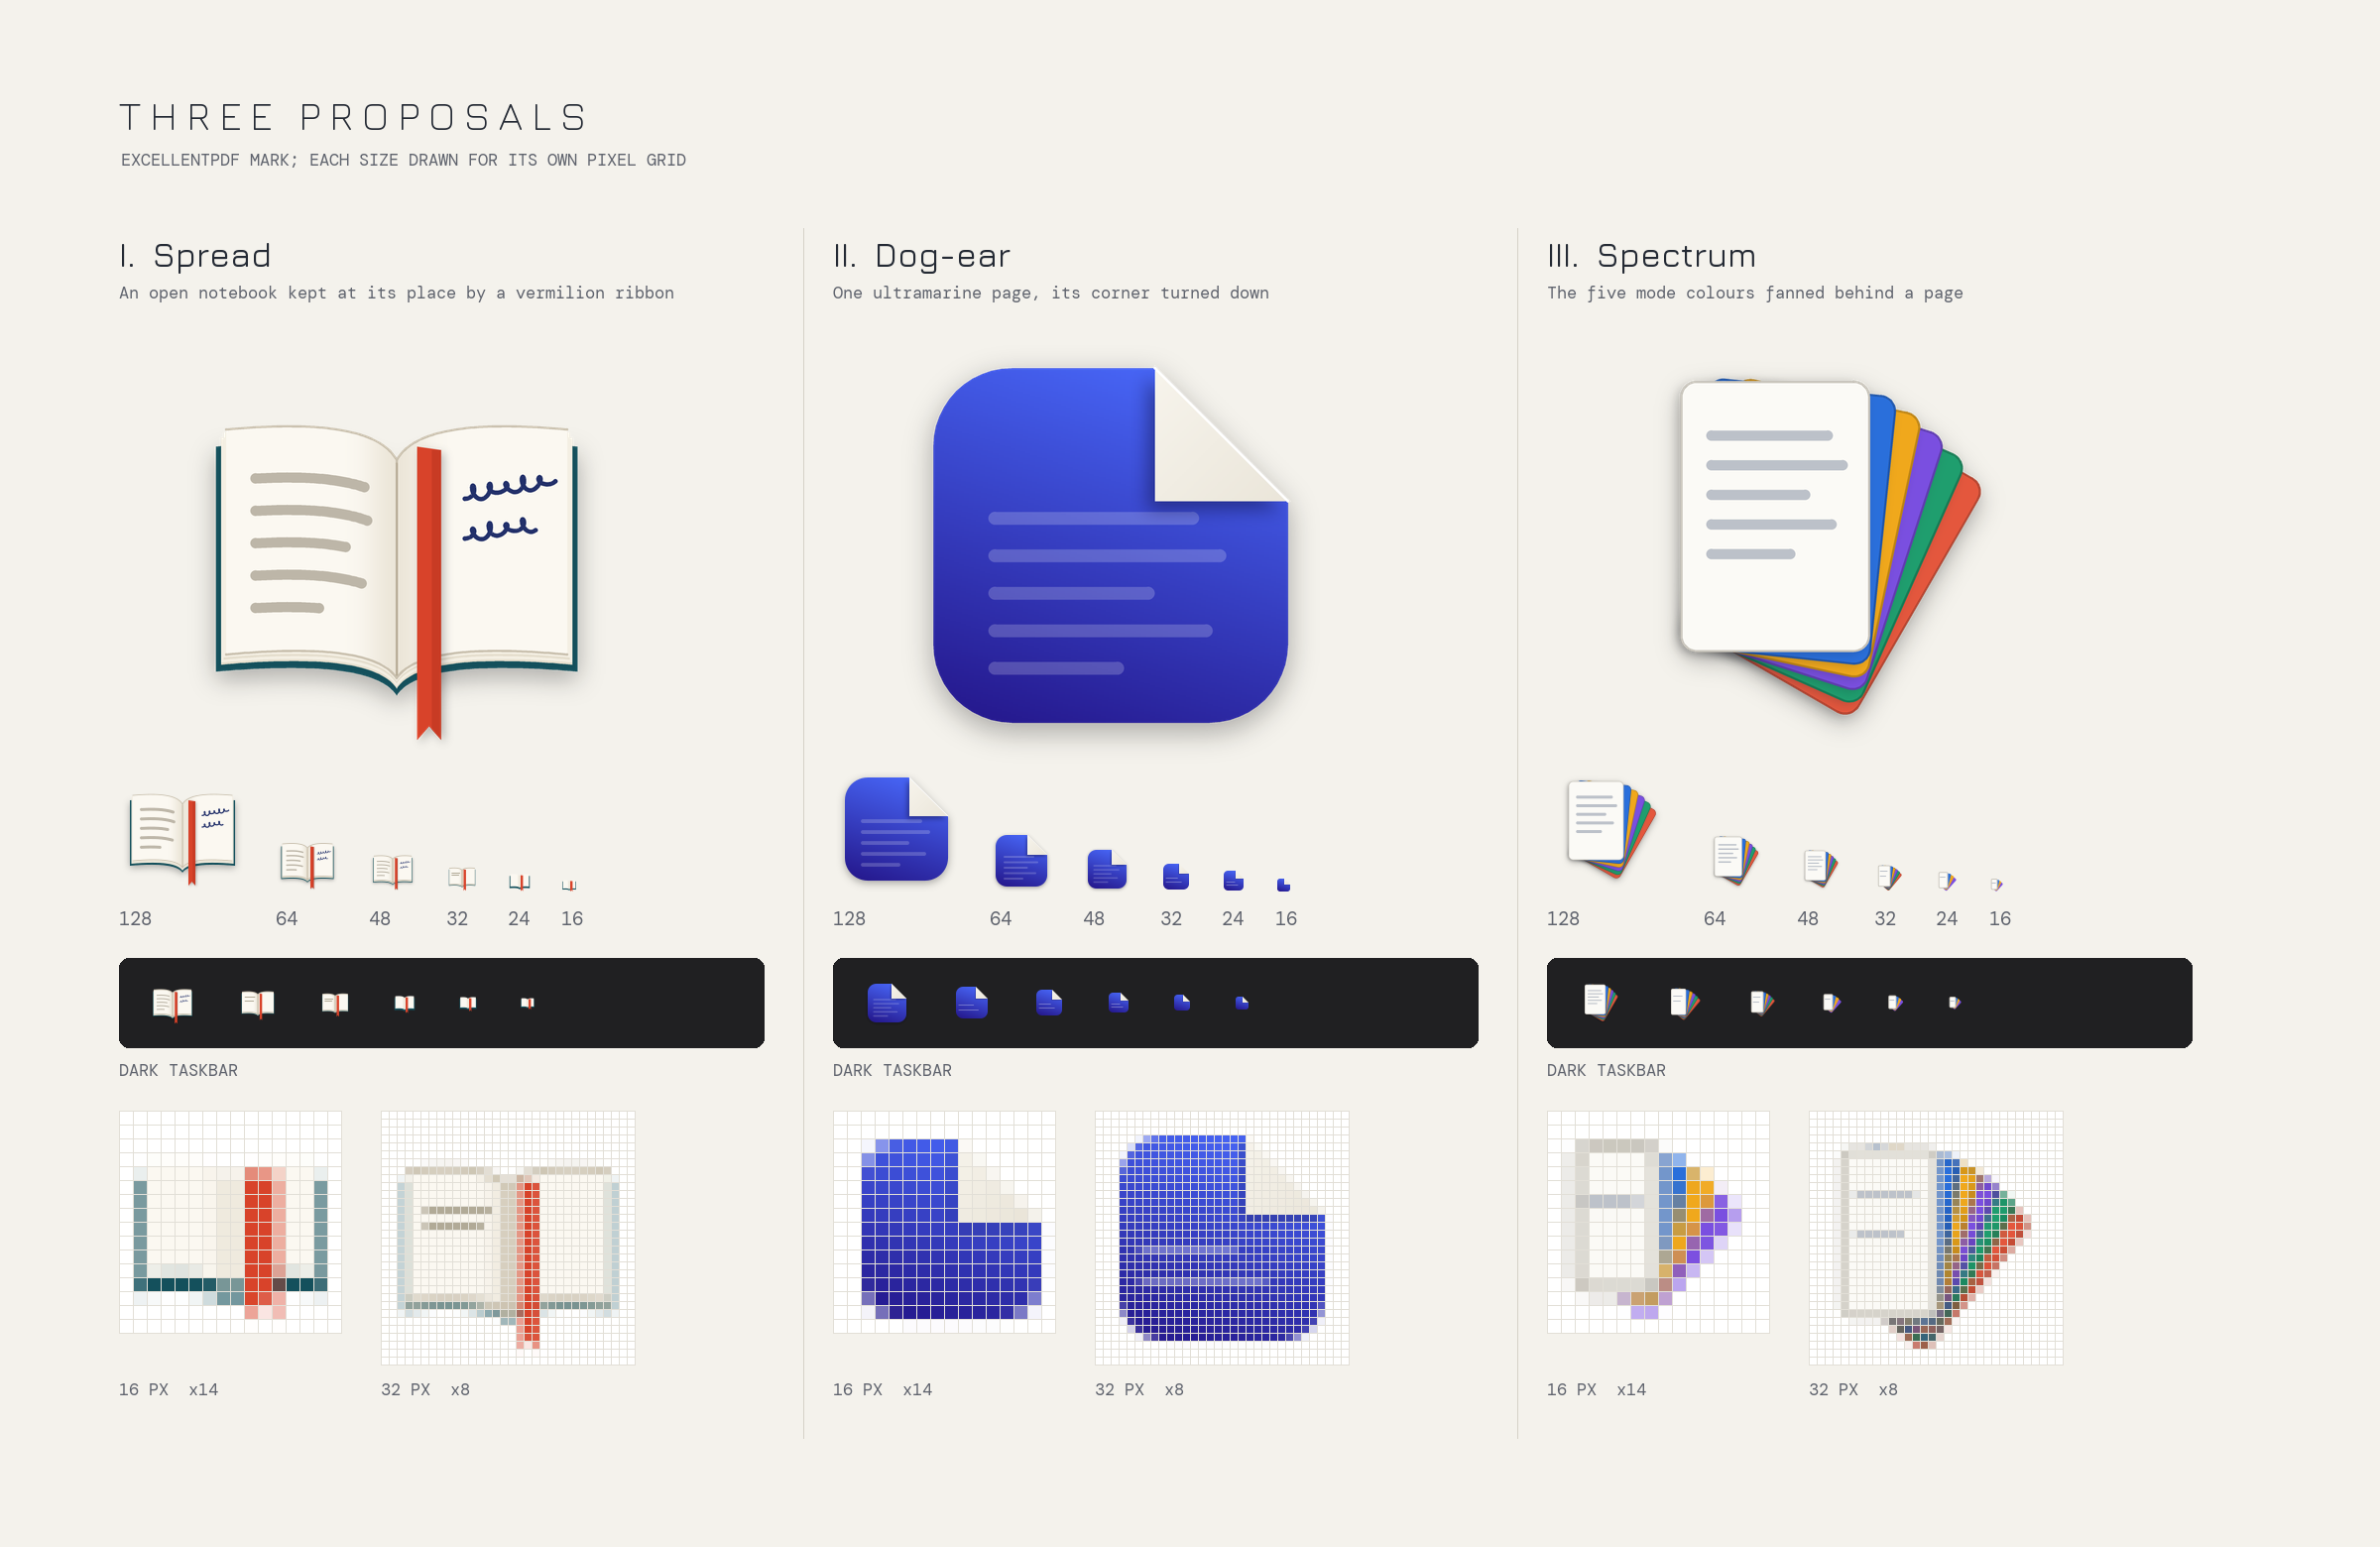 THREE PROPOSALS
EXCELLENTPDF MARK; EACH SIZE DRAWN FOR ITS OWN PIXEL GRID
I. Spread
An open notebook kept at its place by a vermilion ribbon
128 64 48 32 24 16
DARK TASKBAR
16 PX x14 32 PX x8
II. Dog-ear
One ultramarine page, its corner turned down
128 64 48 32 24 16
DARK TASKBAR
16 PX x14 32 PX x8
III. Spectrum
The five mode colours fanned behind a page
128 64 48 32 24 16
DARK TASKBAR
16 PX x14 32 PX x8